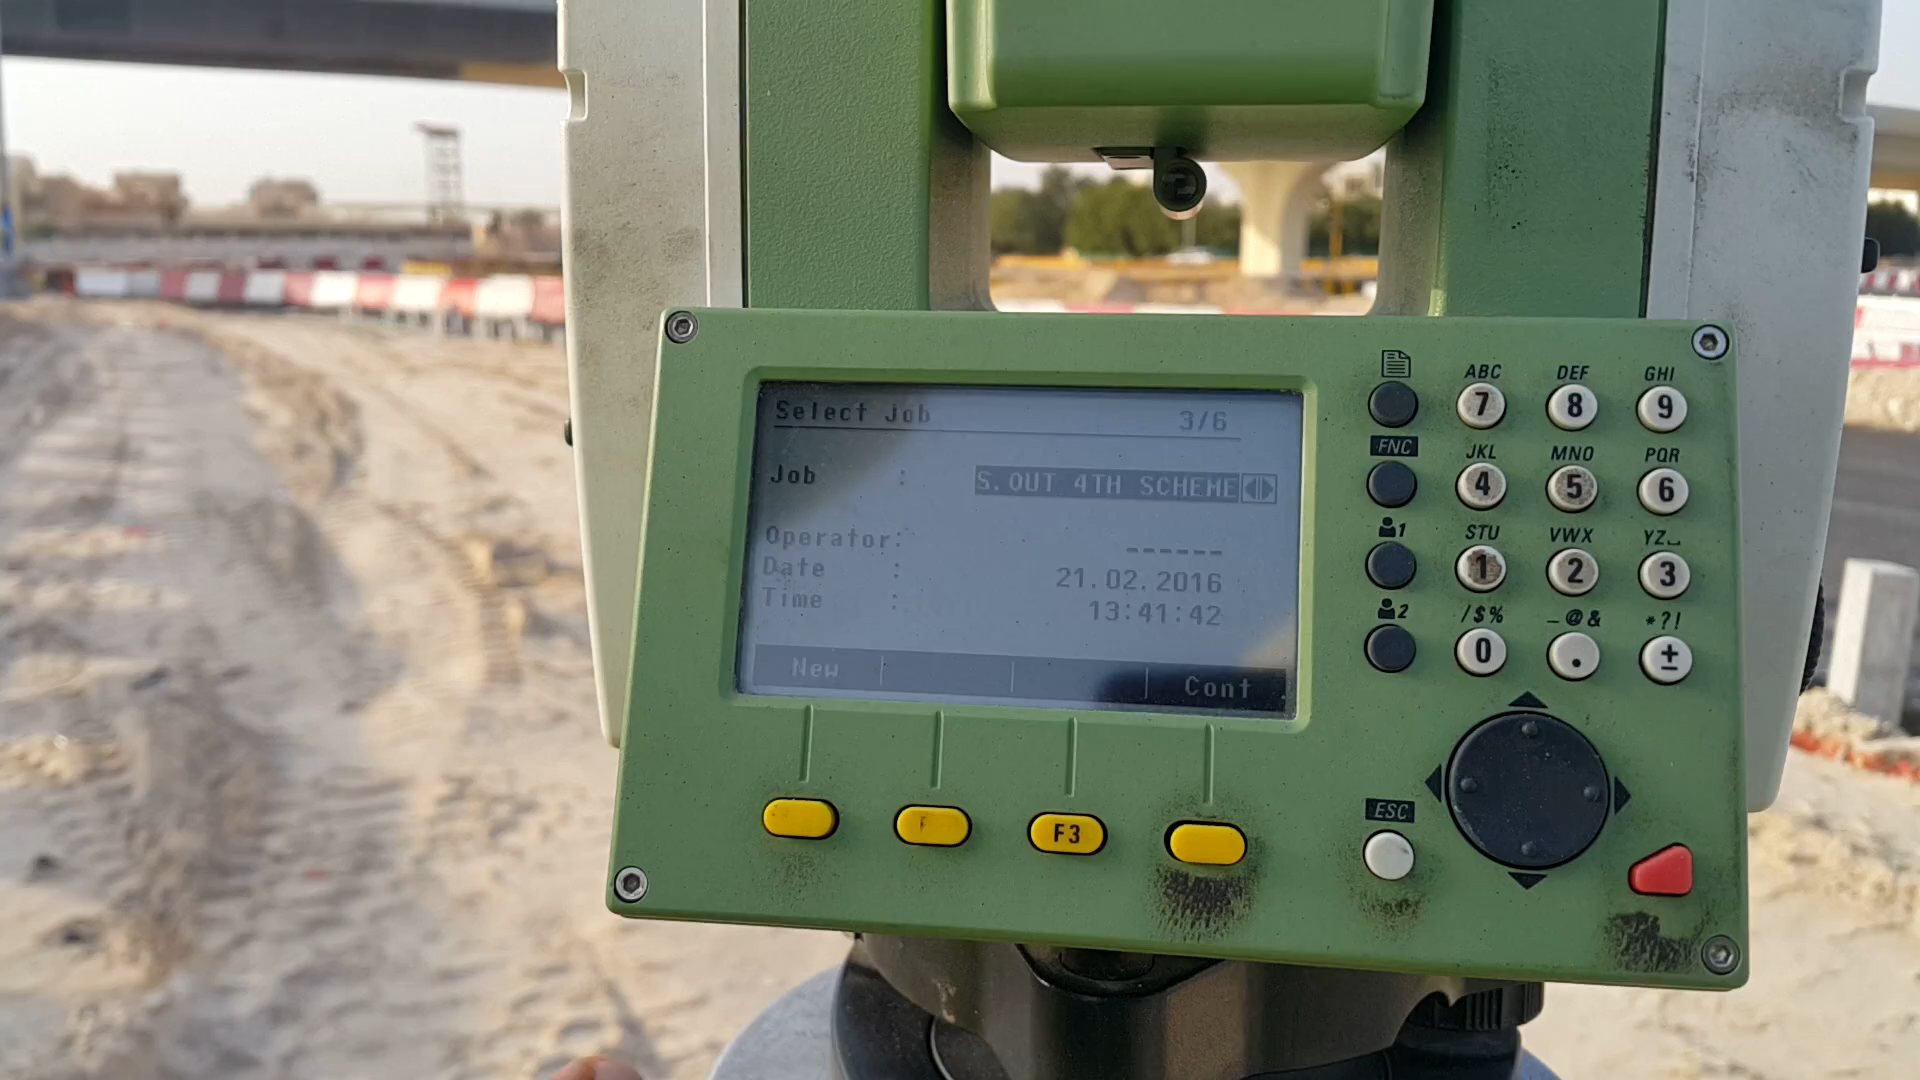 Select Job 3/6
Job : S.OUT 4TH SCHEME
Operator: ------
Date : 21.02.2016
Time : 13:41:42
New Cont
F3
FNC
1
2
ESC
ABC DEF GHI
7 8 9
JKL MNO PQR
4 5 6
STU VWX YZ⎵
1 2 3
/$% _@& *?!
0 . ±